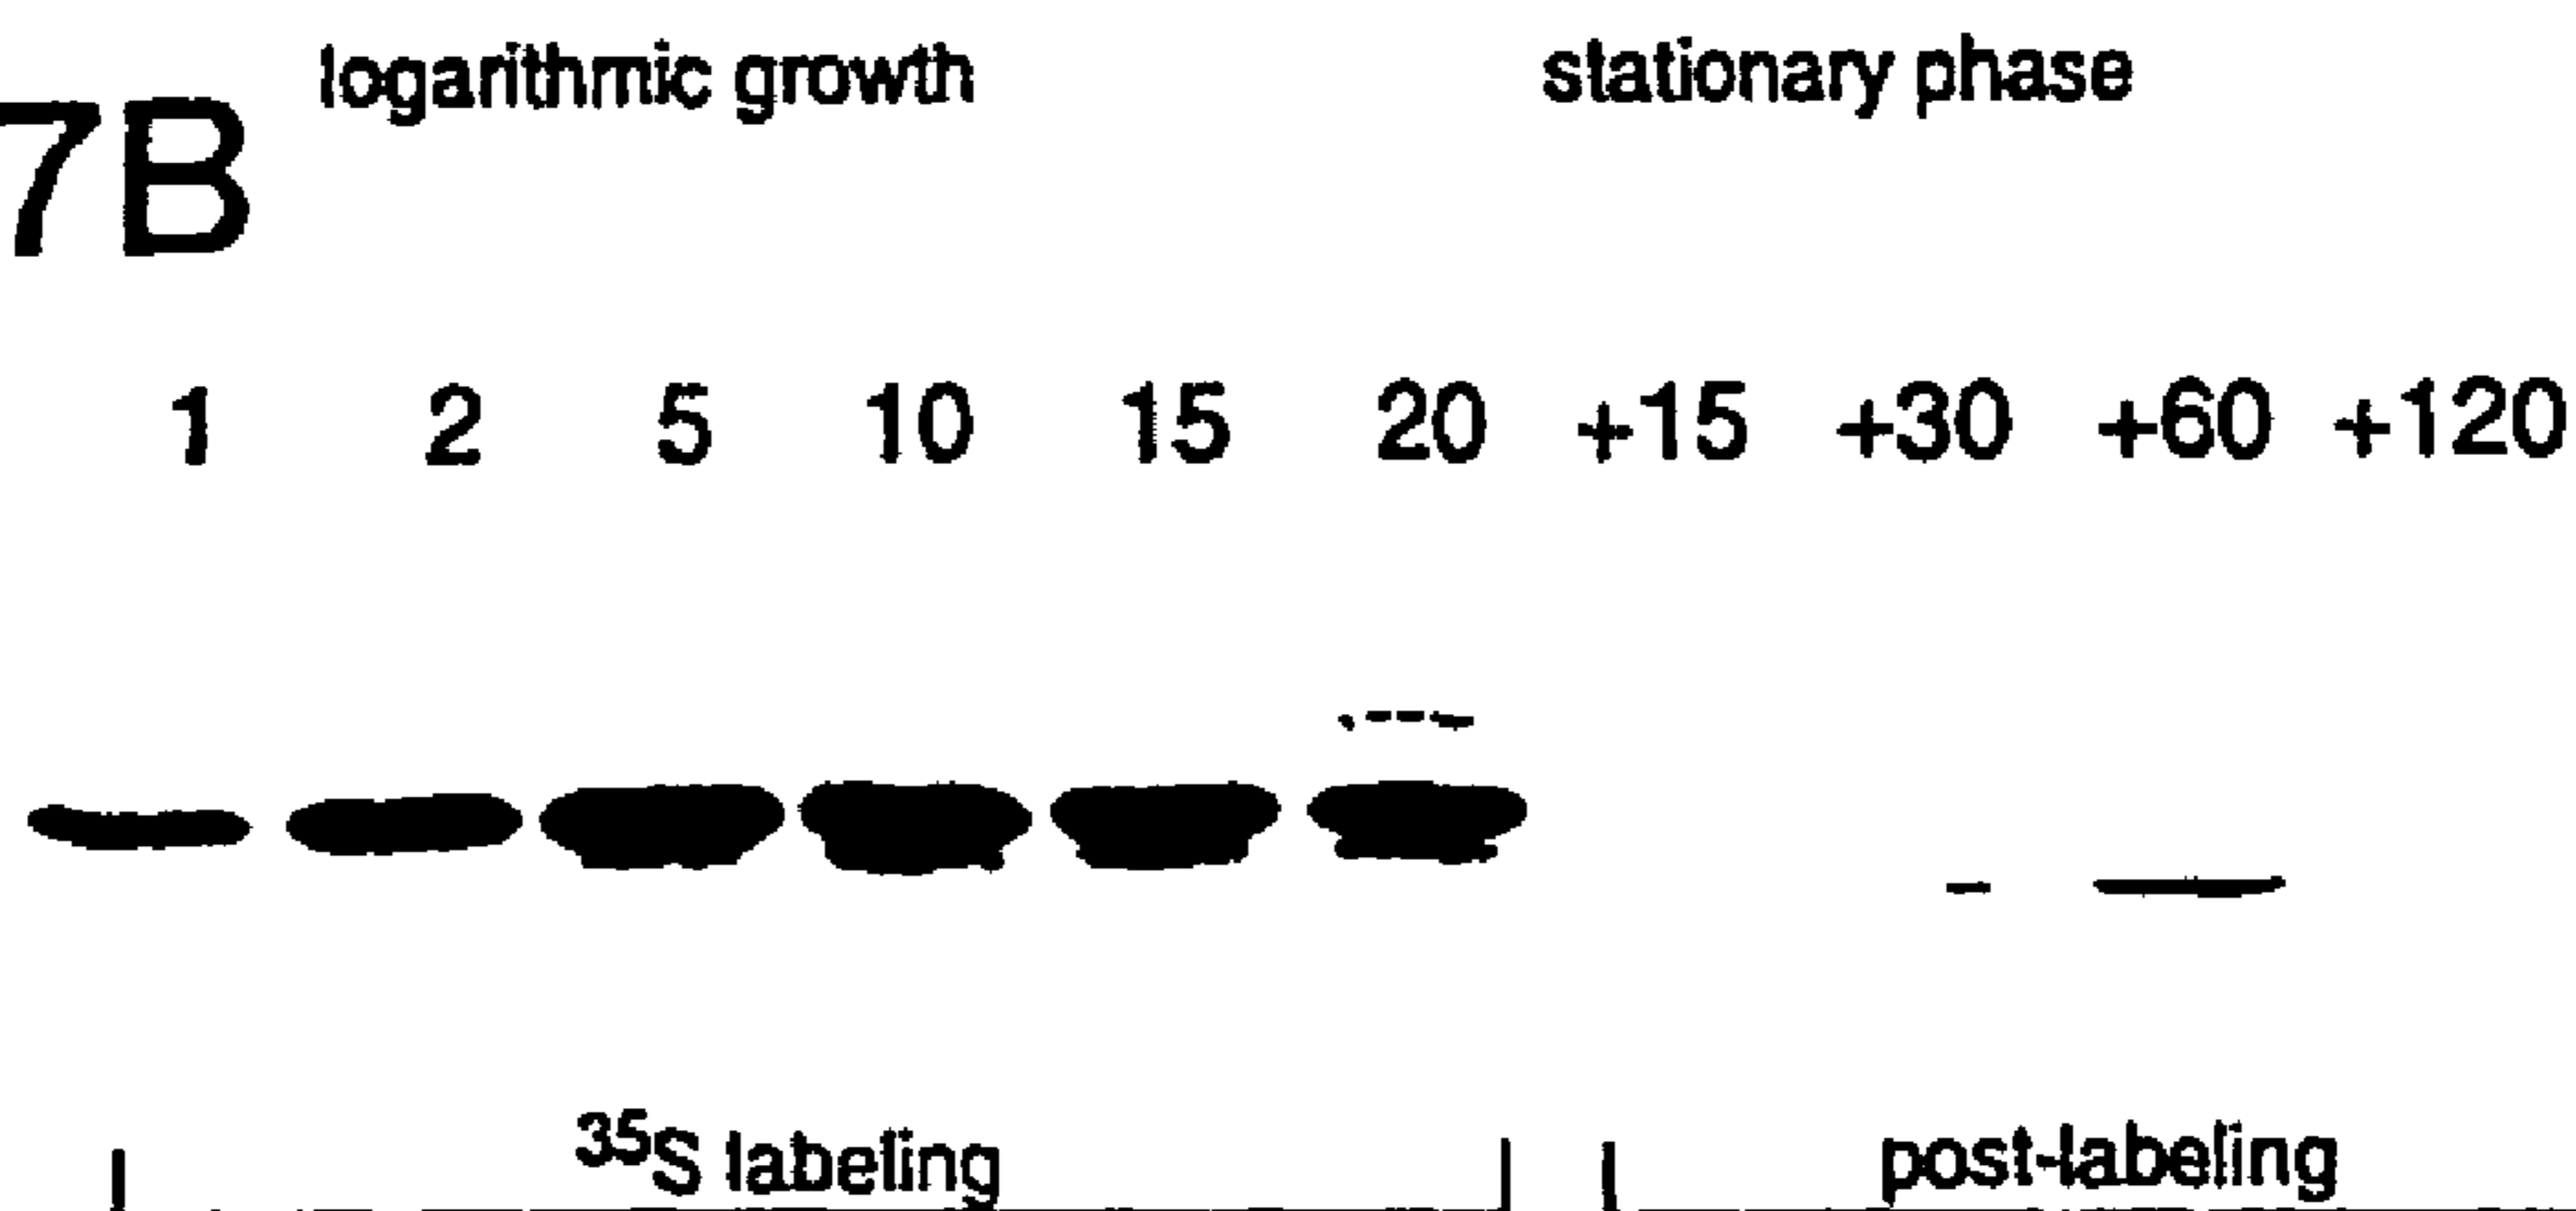 logarithmic growth stationary phase
7B
1 2 5 10 15 20 +15 +30 +60 +120
³⁵S labeling post-labeling